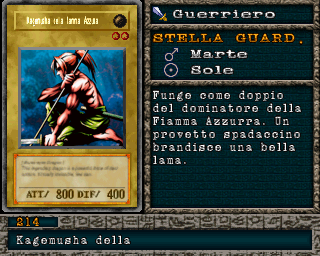 Kagemusha della Fiamma Azzurra
ATT/ 800 DIF/ 400
Guerriero
STELLA GUARD.
Marte
Sole
Funge come doppio
del dominatore della
Fiamma Azzurra. Un
provetto spadaccino
brandisce una bella
lama.
214
Kagemusha della